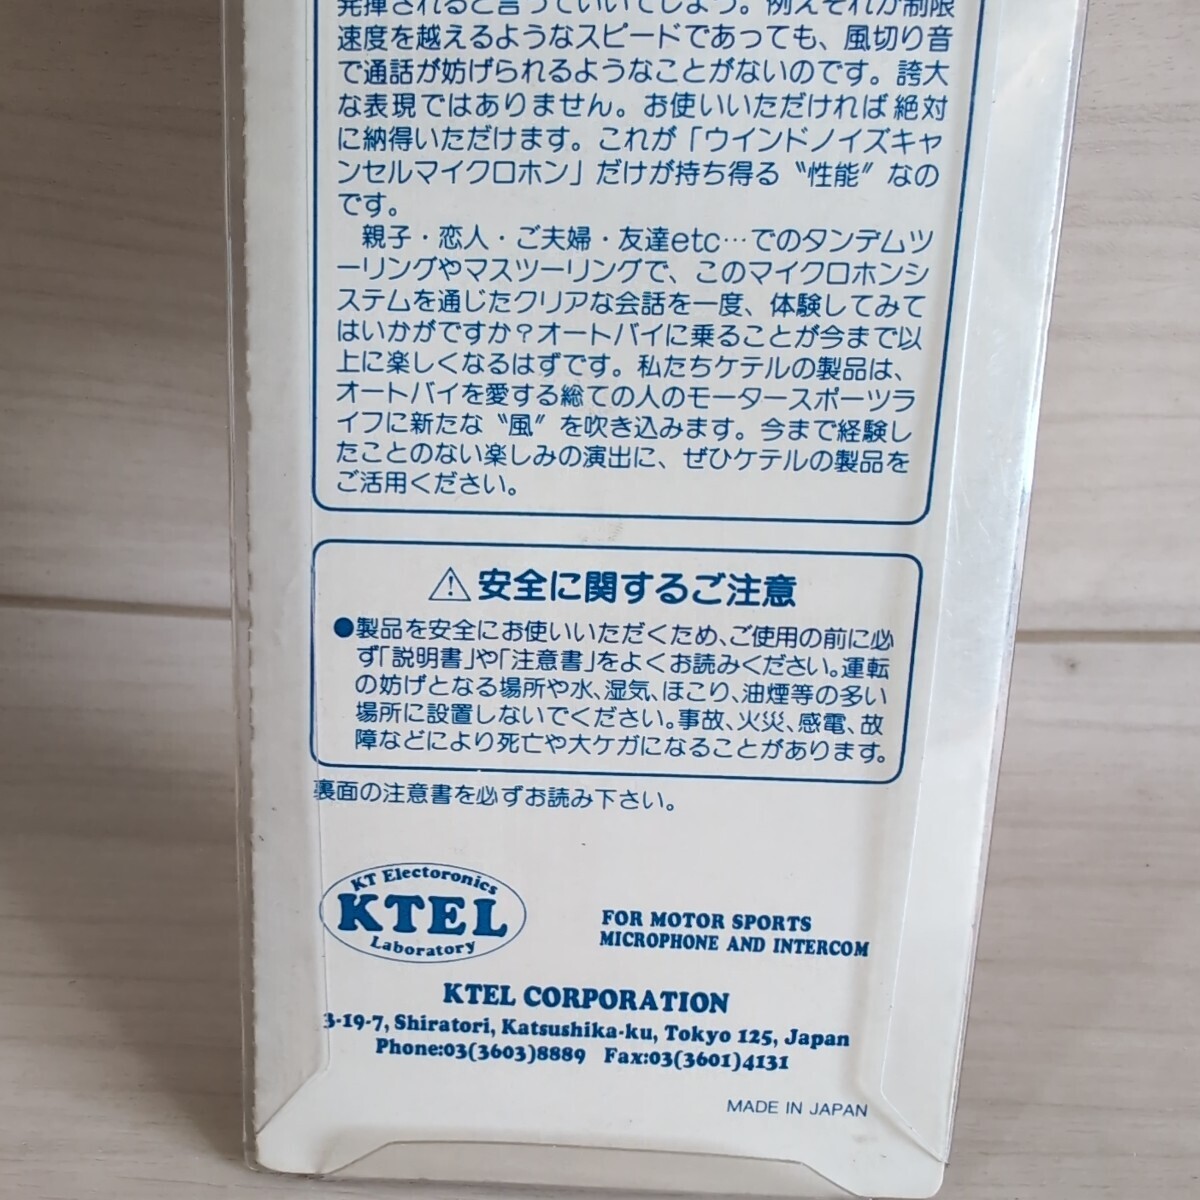 発揮されると言っていいでしょう。例えそれが制限
速度を越えるようなスピードであっても、風切り音
で通話が妨げられるようなことがないのです。誇大
な表現ではありません。お使いいただければ絶対
に納得いただけます。これが「ウインドノイズキャ
ンセルマイクロホン」だけが持ち得る〝性能〟なの
です。
親子・恋人・ご夫婦・友達etc…でのタンデムツ
ーリングやマスツーリングで、このマイクロホンシ
ステムを通じたクリアな会話を一度、体験してみて
はいかがですか?オートバイに乗ることが今まで以
上に楽しくなるはずです。私たちケテルの製品は、
オートバイを愛する総ての人のモータースポーツラ
イフに新たな〝風〟を吹き込みます。今まで経験し
たことのない楽しみの演出に、ぜひケテルの製品を
ご活用ください。
⚠安全に関するご注意
●製品を安全にお使いいただくため、ご使用の前に必
ず「説明書」や「注意書」をよくお読みください。運転
の妨げとなる場所や水、湿気、ほこり、油煙等の多い
場所に設置しないでください。事故、火災、感電、故
障などにより死亡や大ケガになることがあります。
裏面の注意書を必ずお読み下さい。
KT Electoronics
KTEL
Laboratory
FOR MOTOR SPORTS
MICROPHONE AND INTERCOM
KTEL CORPORATION
3-19-7, Shiratori, Katsushika-ku, Tokyo 125, Japan
Phone:03(3603)8889 Fax:03(3601)4131
MADE IN JAPAN